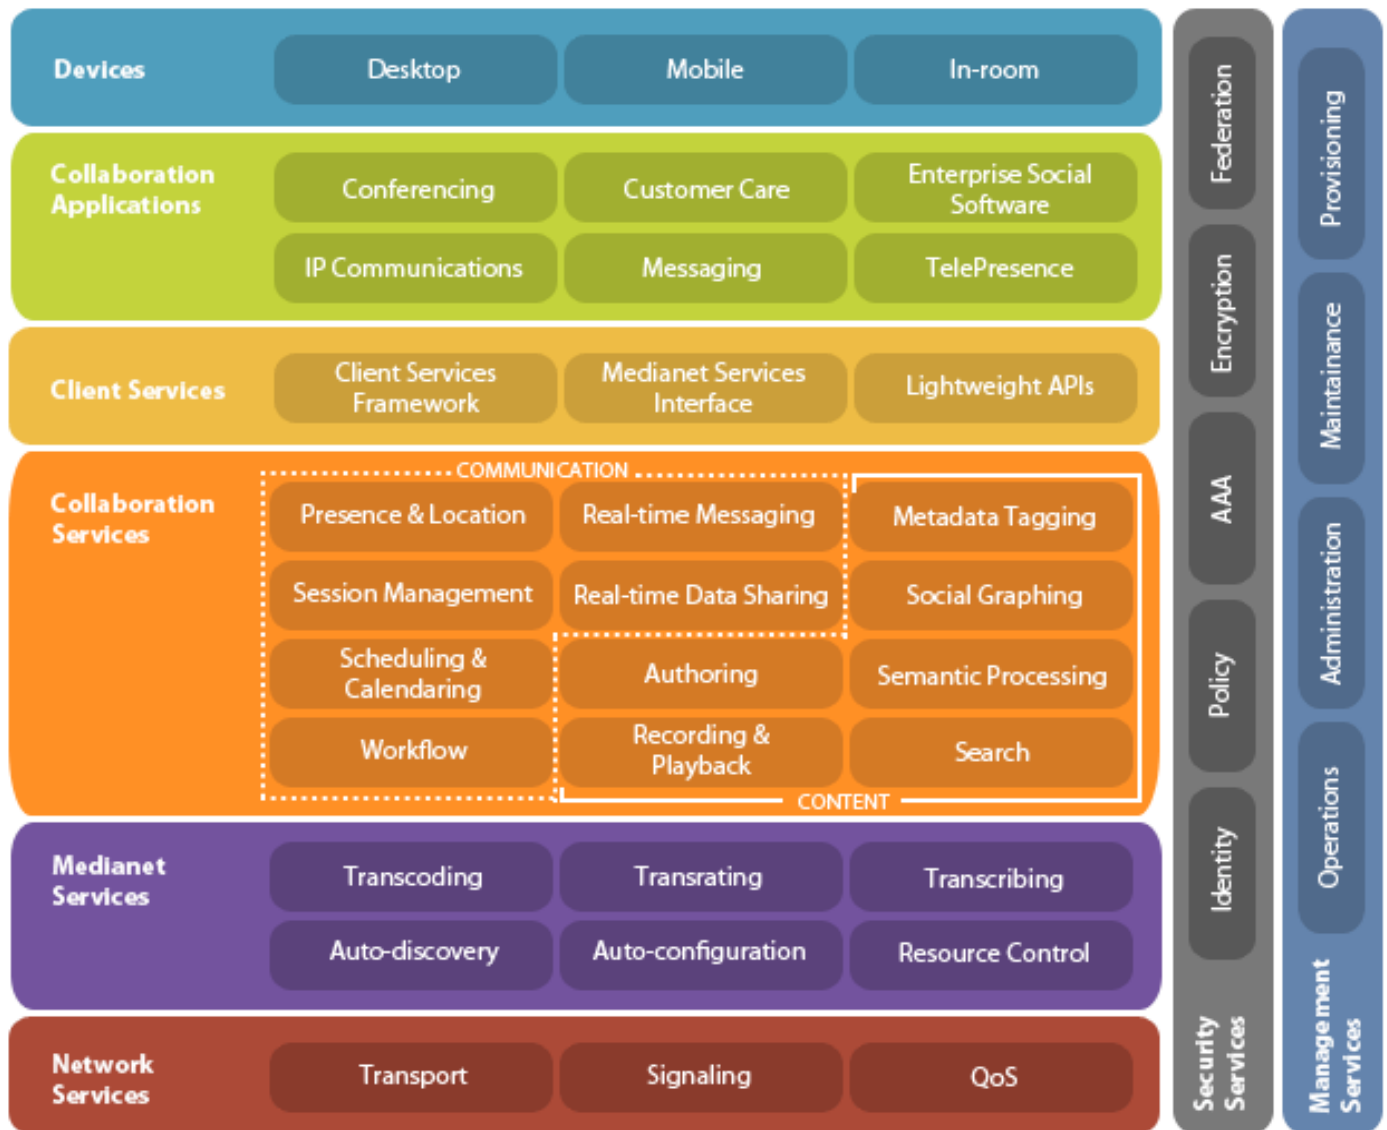 Devices
Desktop
Mobile
In-room
Collaboration
Applications
Conferencing
Customer Care
Enterprise Social
Software
IP Communications
Messaging
TelePresence
Client Services
Client Services
Framework
Medianet Services
Interface
Lightweight APIs
Collaboration
Services
COMMUNICATION
Presence & Location
Real-time Messaging
Metadata Tagging
Session Management
Real-time Data Sharing
Social Graphing
Scheduling &
Calendaring
Authoring
Semantic Processing
Workflow
Recording &
Playback
Search
CONTENT
Medianet
Services
Transcoding
Transrating
Transcribing
Auto-discovery
Auto-configuration
Resource Control
Network
Services
Transport
Signaling
QoS
Federation
Encryption
AAA
Policy
Identity
Security
Services
Provisioning
Maintainance
Administration
Operations
Management
Services